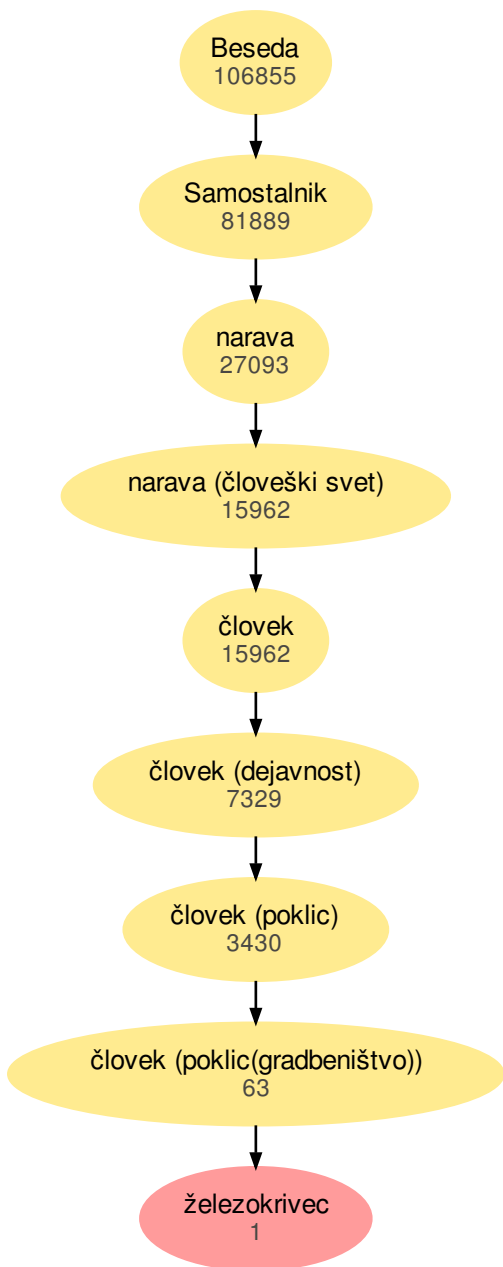 Beseda
106855
Samostalnik
81889
narava
27093
narava (človeški svet)
15962
človek
15962
človek (dejavnost)
7329
človek (poklic)
3430
človek (poklic(gradbeništvo))
63
železokrivec
1